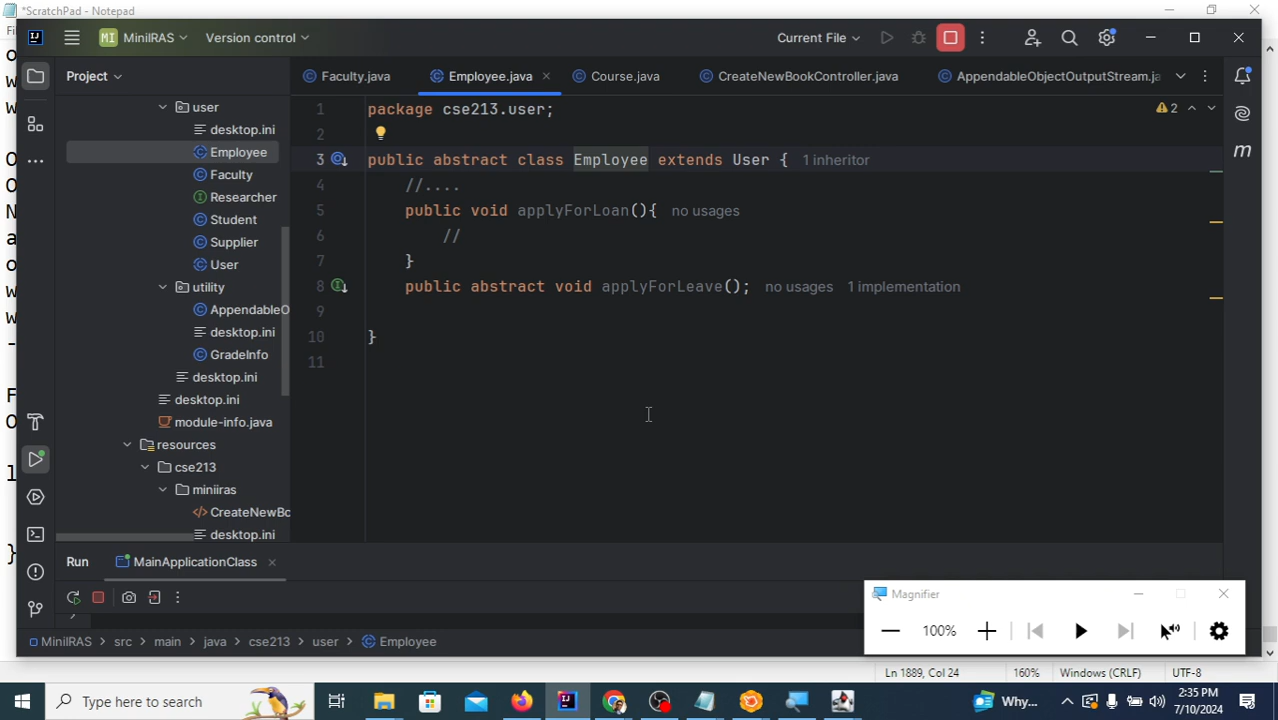 *ScratchPad - Notepad
MiniIRAS
Version control
Current File
Project
Faculty.java
Employee.java
Course.java
CreateNewBookController.java
AppendableObjectOutputStream.ja
user
desktop.ini
Employee
Faculty
Researcher
Student
Supplier
User
utility
AppendableO
desktop.ini
GradeInfo
desktop.ini
desktop.ini
module-info.java
resources
cse213
miniiras
CreateNewBo
desktop.ini
1 package cse213.user;
2
3 public abstract class Employee extends User { 1 inheritor
4 //....
5 public void applyForLoan(){ no usages
6 //
7 }
8 public abstract void applyForLeave(); no usages 1 implementation
9
10 }
11
2
Run
MainApplicationClass
Magnifier
100%
MiniIRAS > src > main > java > cse213 > user > Employee
Ln 1889, Col 24
160%
Windows (CRLF)
UTF-8
Type here to search
Why...
2:35 PM
7/10/2024